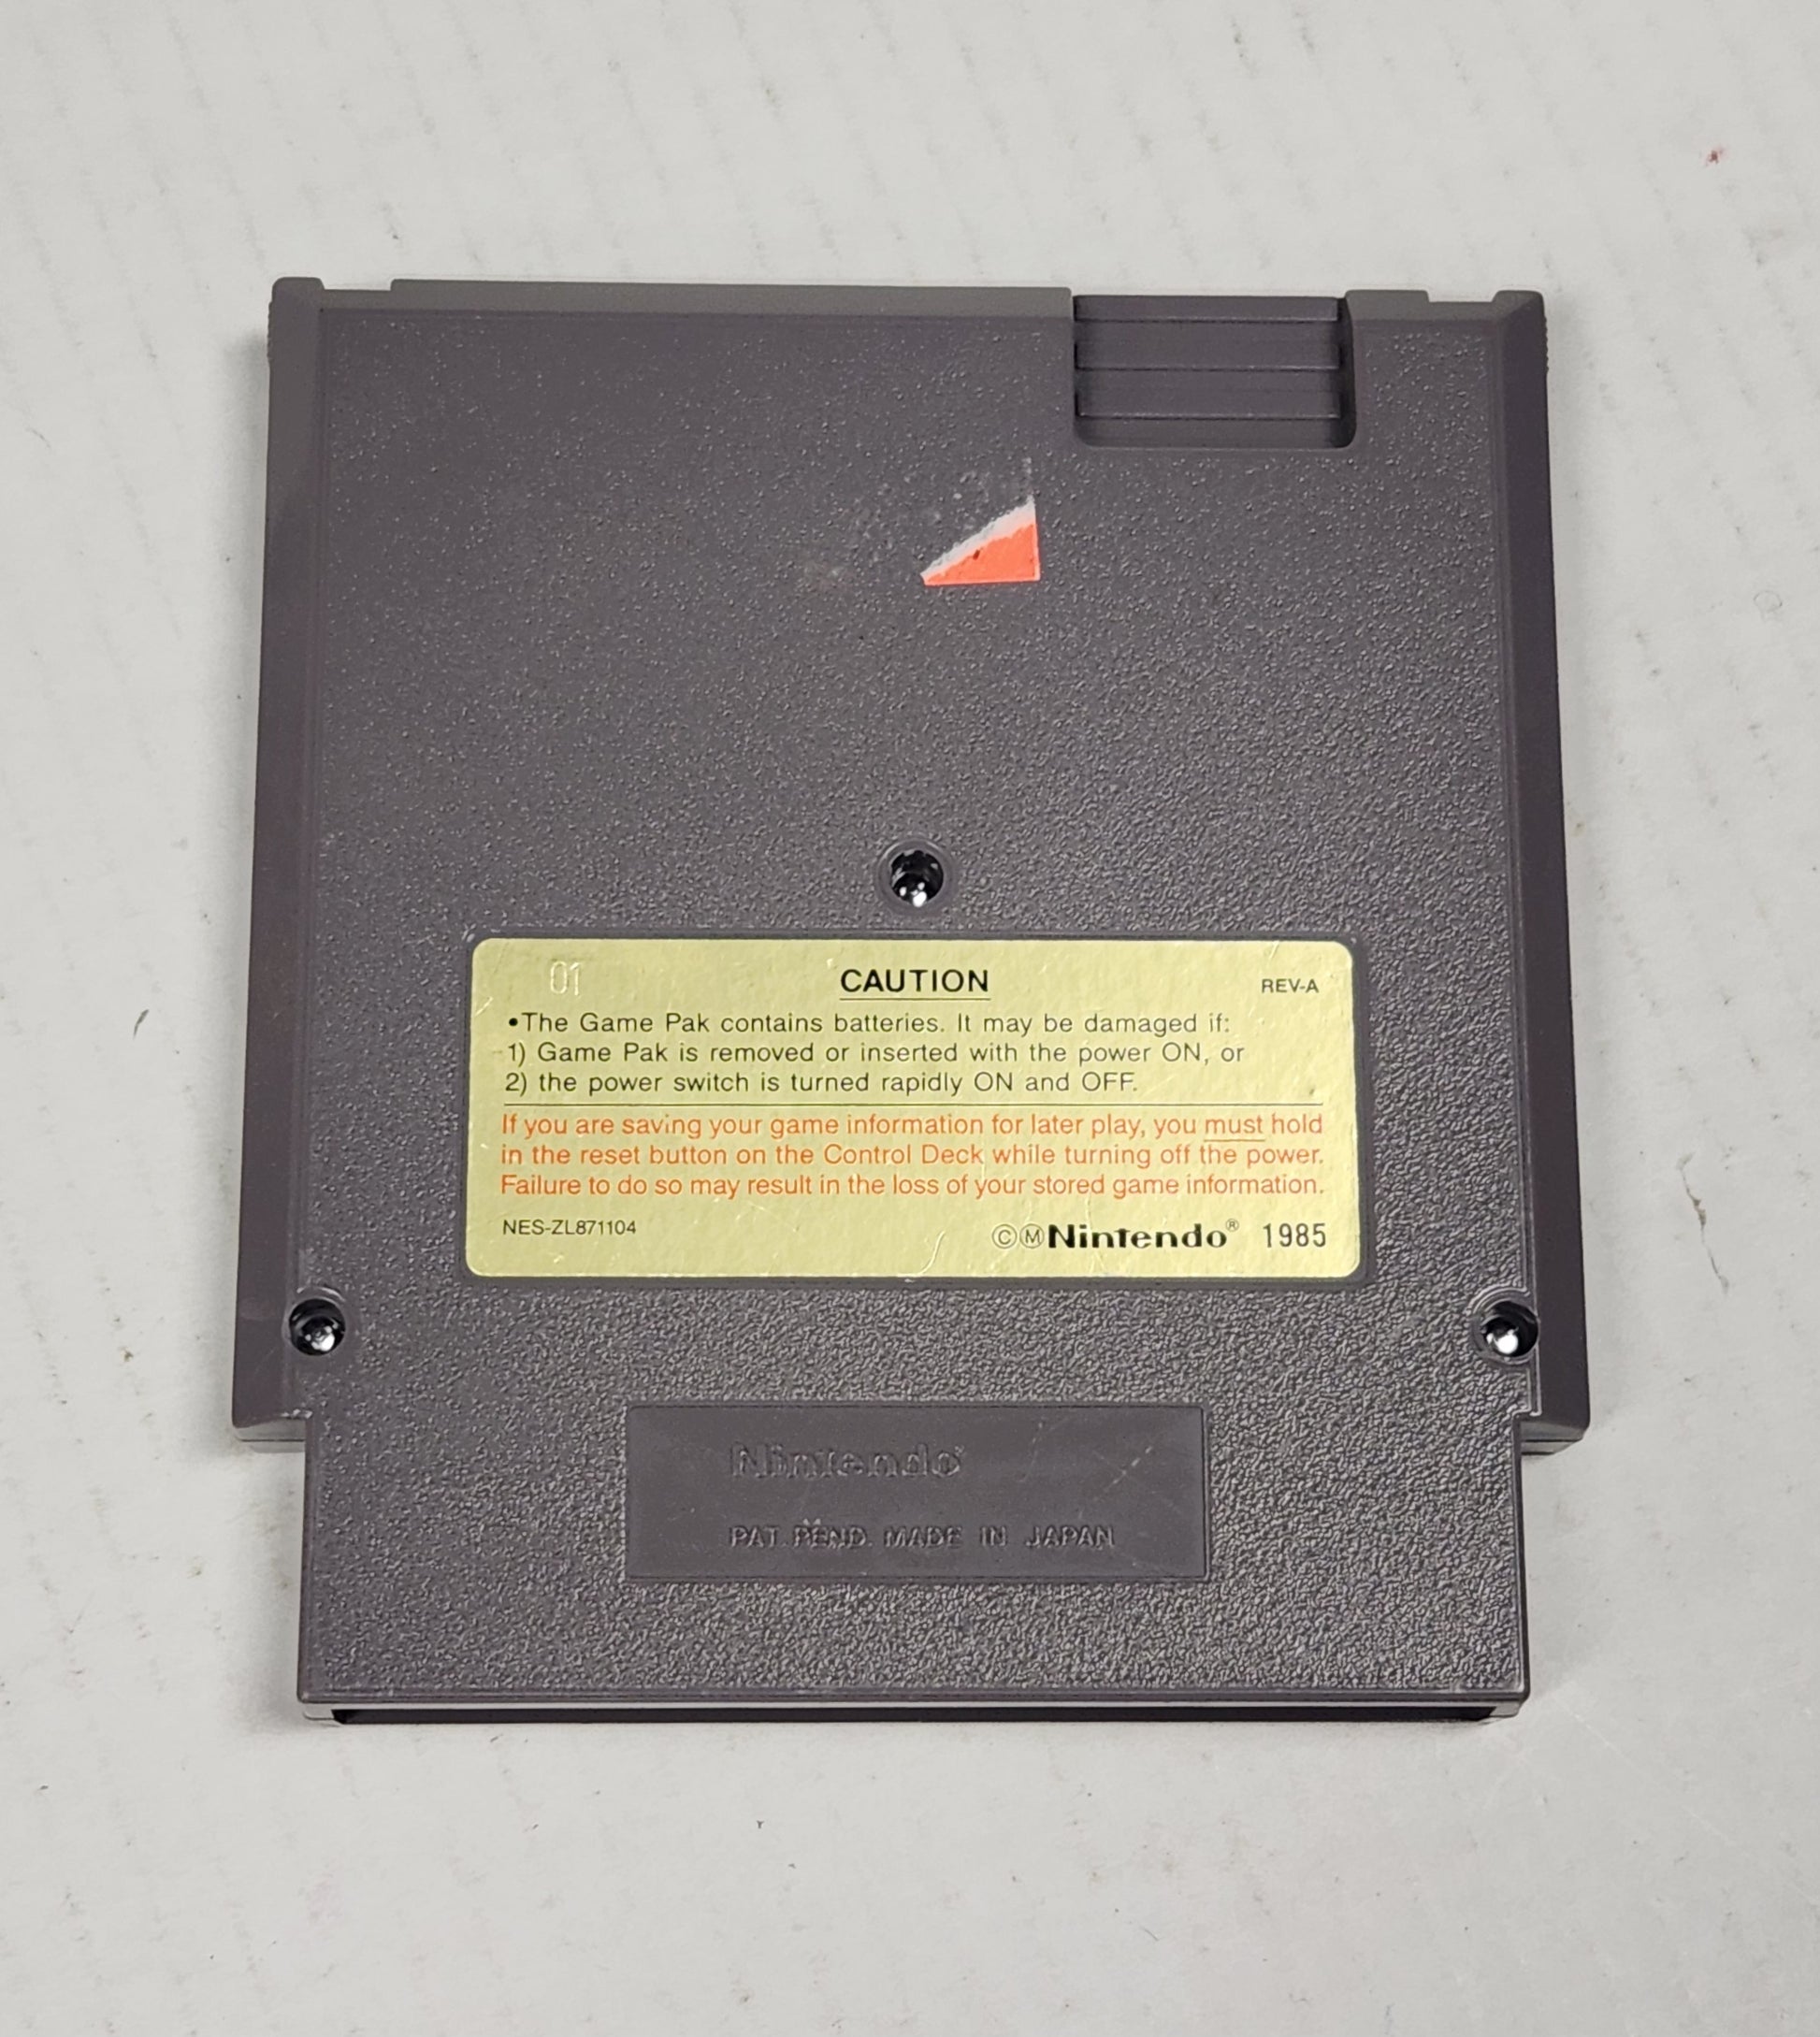 01 CAUTION REV-A
•The Game Pak contains batteries. It may be damaged if:
1) Game Pak is removed or inserted with the power ON, or
2) the power switch is turned rapidly ON and OFF.
If you are saving your game information for later play, you must hold
in the reset button on the Control Deck while turning off the power.
Failure to do so may result in the loss of your stored game information.
NES-ZL871104 ©ⓂNintendo® 1985
Nintendo®
PAT. PEND. MADE IN JAPAN